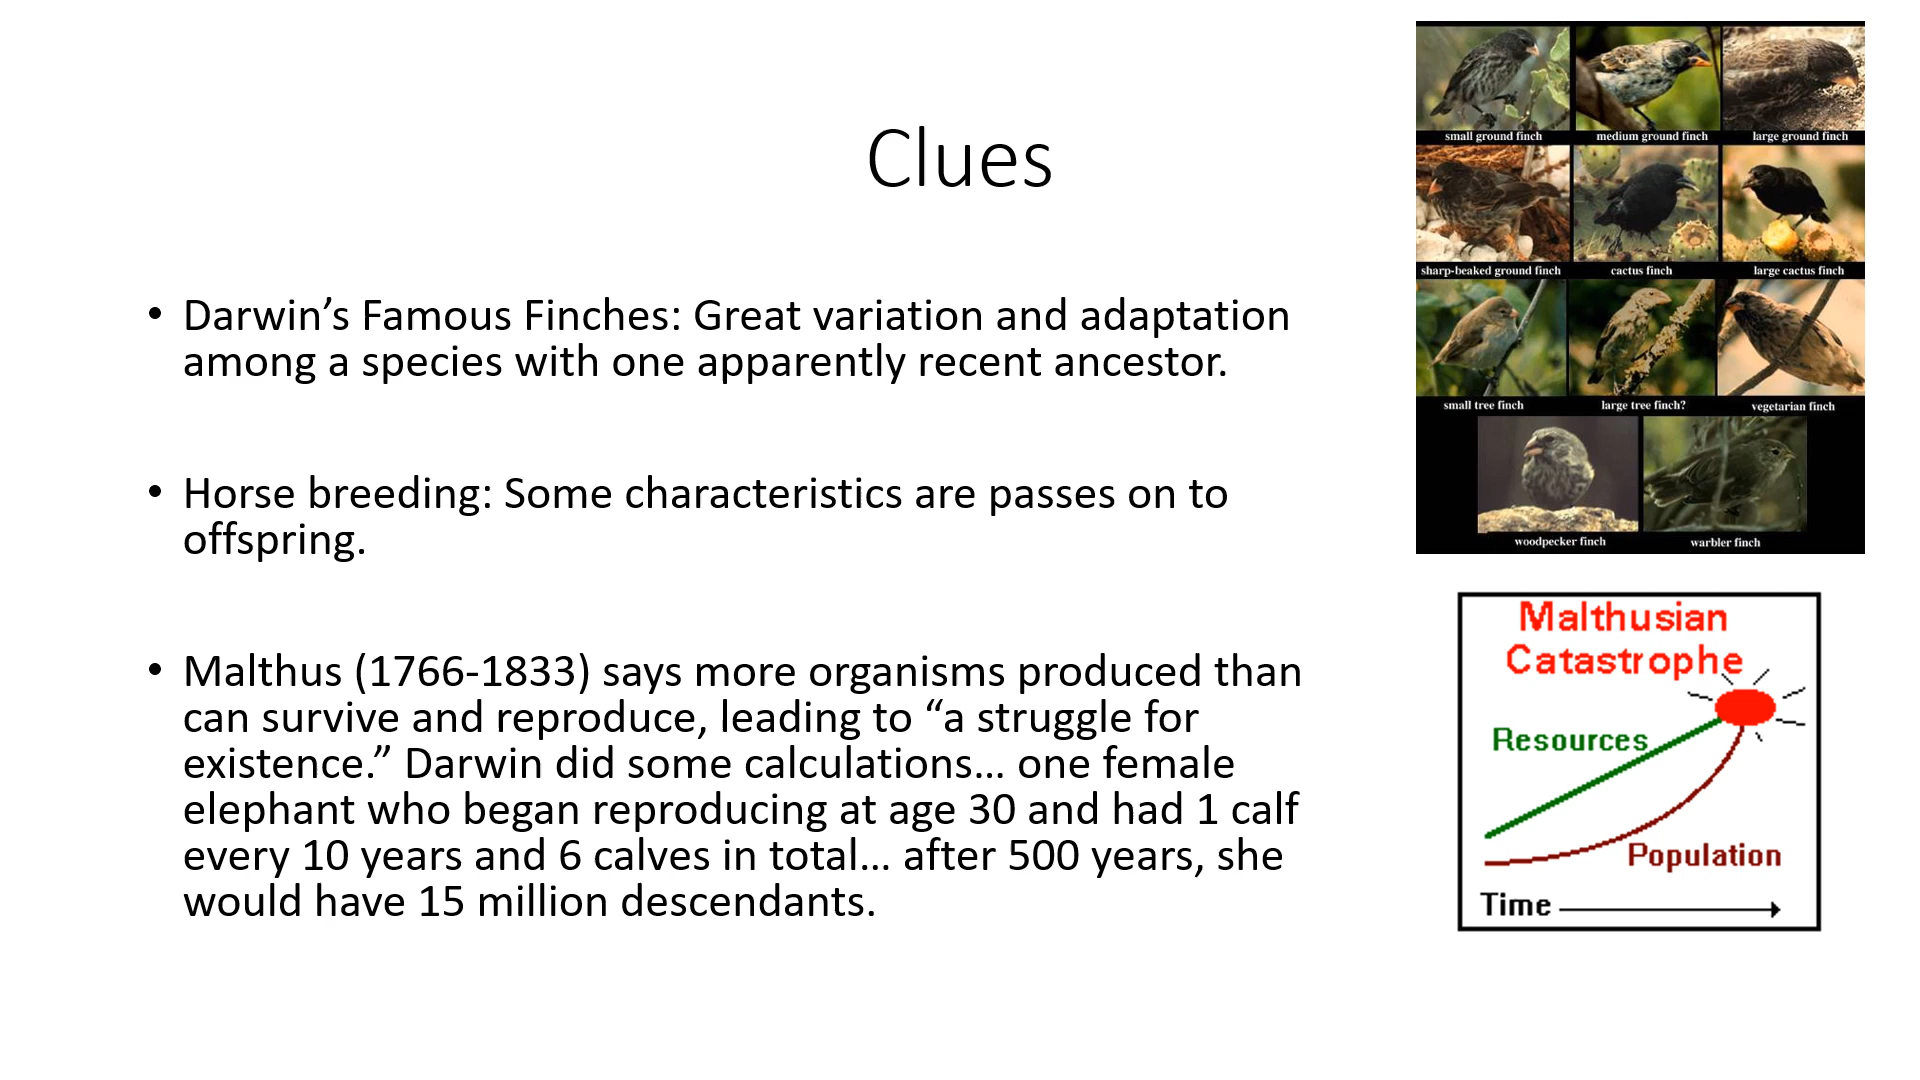 Clues
• Darwin’s Famous Finches: Great variation and adaptation
among a species with one apparently recent ancestor.
• Horse breeding: Some characteristics are passes on to
offspring.
• Malthus (1766-1833) says more organisms produced than
can survive and reproduce, leading to “a struggle for
existence.” Darwin did some calculations… one female
elephant who began reproducing at age 30 and had 1 calf
every 10 years and 6 calves in total… after 500 years, she
would have 15 million descendants.
small ground finch
medium ground finch
large ground finch
sharp-beaked ground finch
cactus finch
large cactus finch
small tree finch
large tree finch?
vegetarian finch
woodpecker finch
warbler finch
Malthusian
Catastrophe
Resources
Population
Time